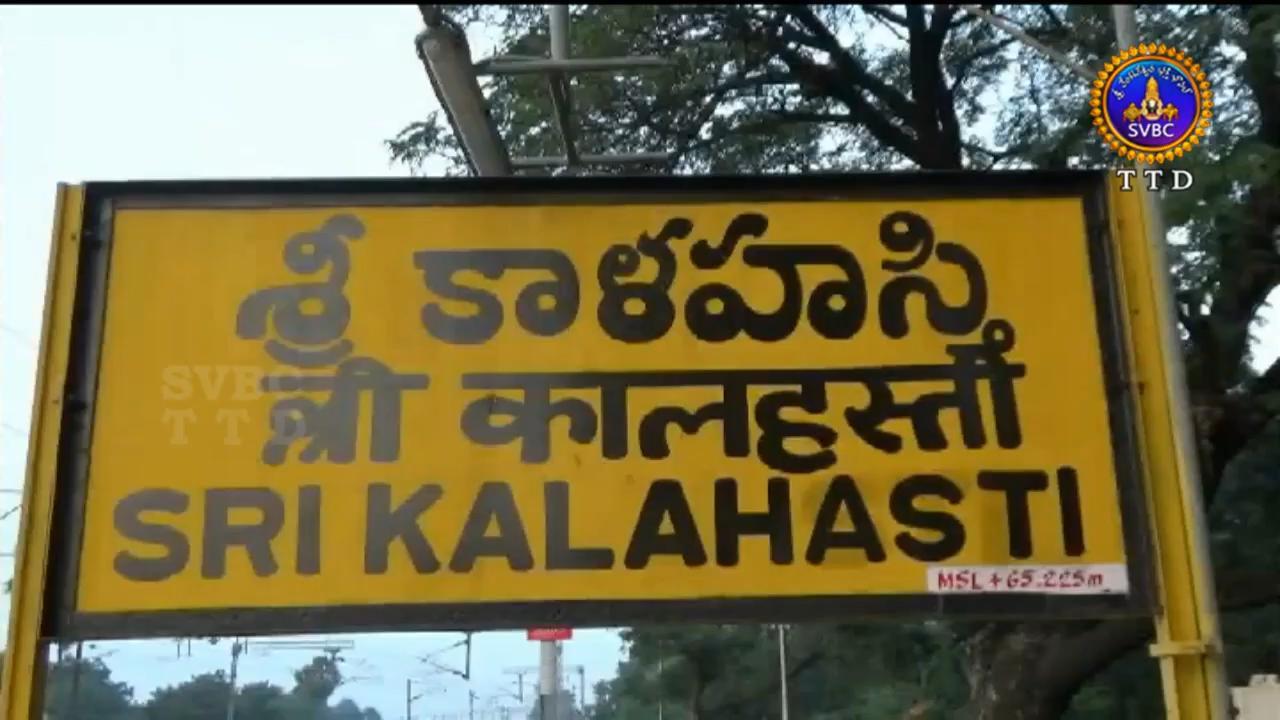 SVBC
TTD
శ్రీ కాళహస్తి
श्री कालहस्ती
SVBC
TTD
SRI KALAHASTI
MSL + 65.225m